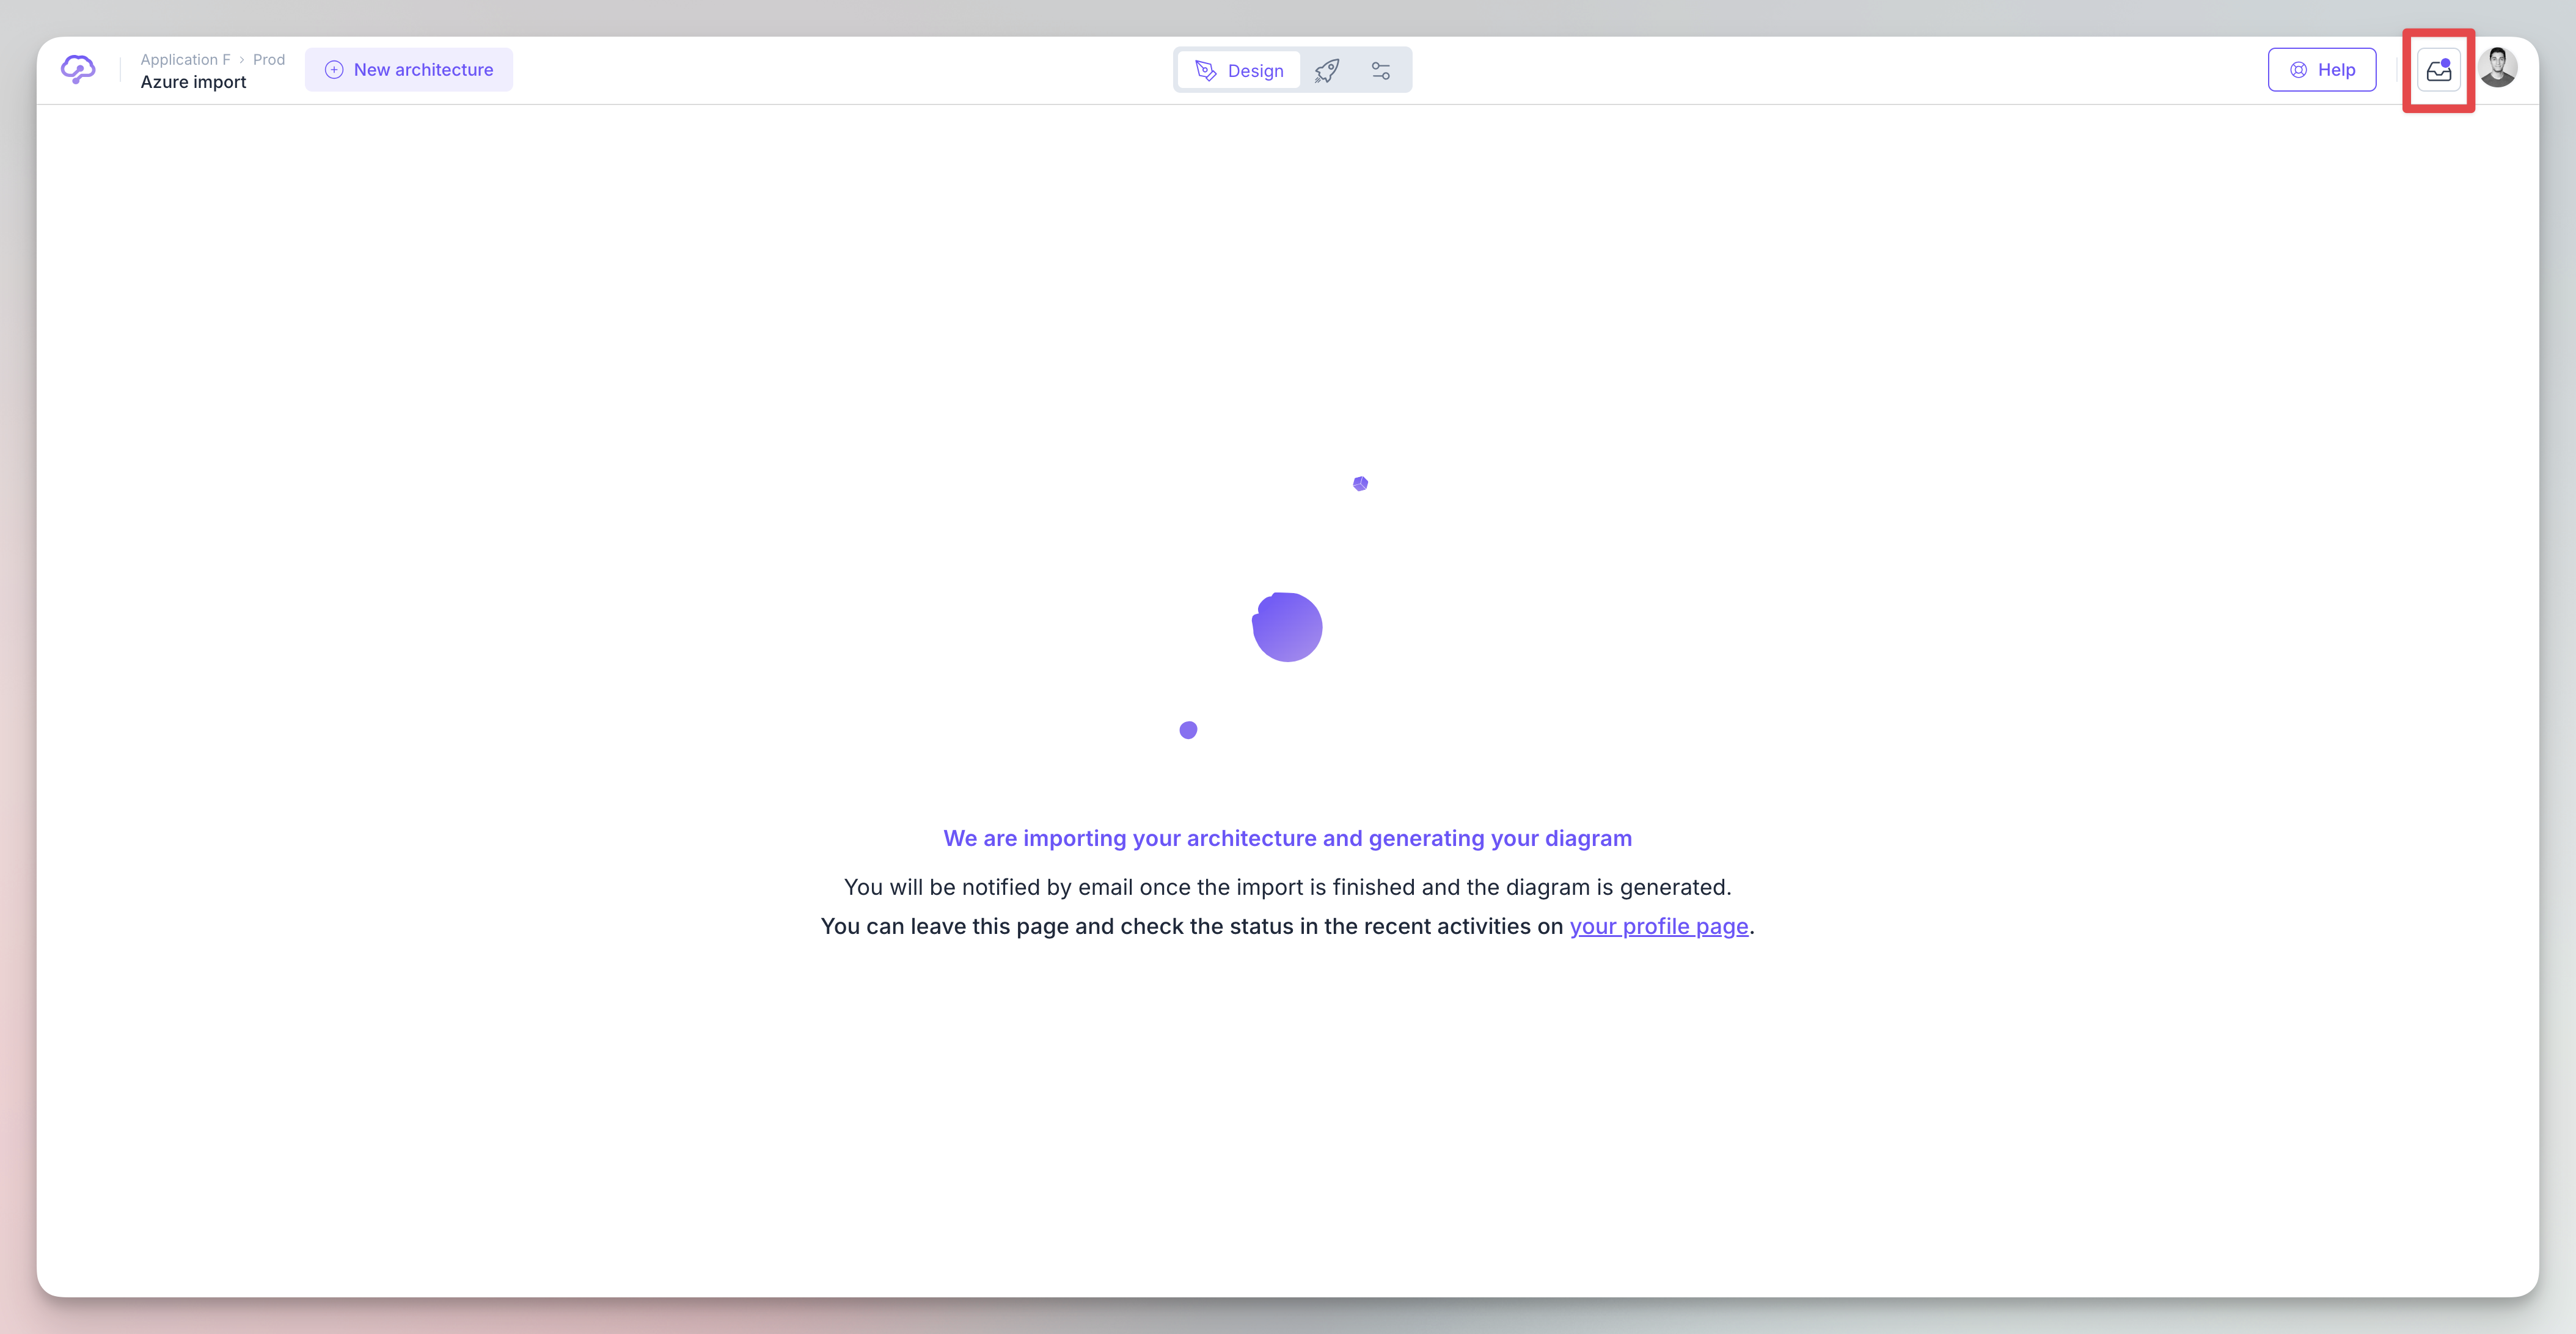 Application F › Prod
Azure import
New architecture
Design
Help
We are importing your architecture and generating your diagram
You will be notified by email once the import is finished and the diagram is generated.
You can leave this page and check the status in the recent activities on your profile page.